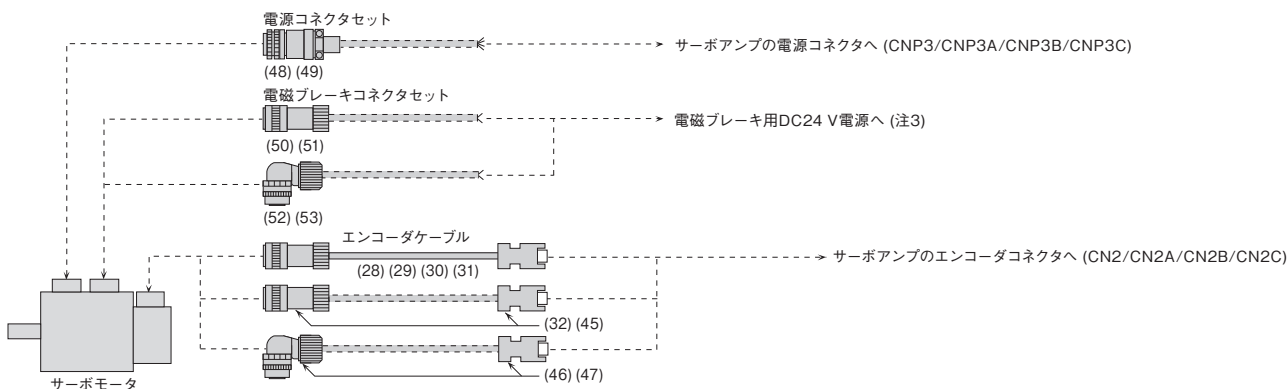 電源コネクタセット
サーボアンプの電源コネクタへ (CNP3/CNP3A/CNP3B/CNP3C)
(48) (49)
電磁ブレーキコネクタセット
電磁ブレーキ用DC24 V電源へ (注3)
(50) (51)
(52) (53)
エンコーダケーブル
サーボアンプのエンコーダコネクタへ (CN2/CN2A/CN2B/CN2C)
(28) (29) (30) (31)
(32) (45)
(46) (47)
サーボモータ